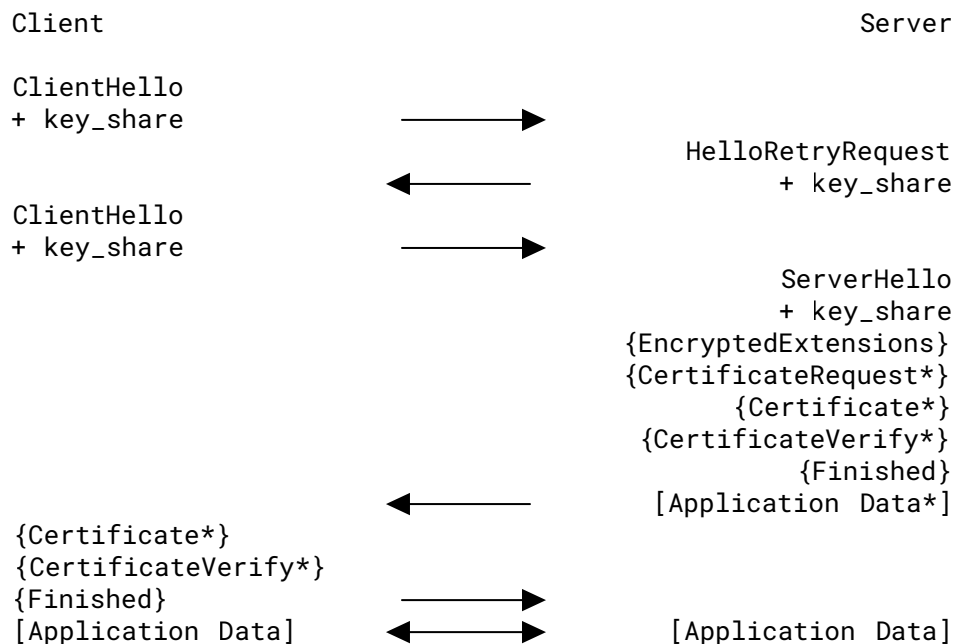 Client Server
ClientHello
+ key_share
HelloRetryRequest
+ key_share
ClientHello
+ key_share
ServerHello
+ key_share
{EncryptedExtensions}
{CertificateRequest*}
{Certificate*}
{CertificateVerify*}
{Finished}
[Application Data*]
{Certificate*}
{CertificateVerify*}
{Finished}
[Application Data] [Application Data]